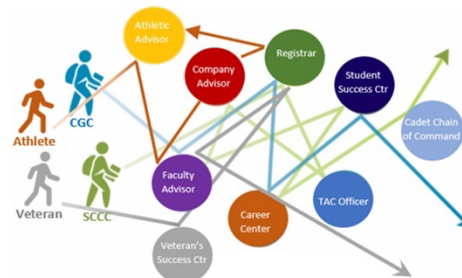 Athletic
Advisor
Company
Advisor
Registrar
Student
Success Ctr
CGC
Athlete
Cadet Chain
of Command
Faculty
Advisor
Veteran
SCCC
Career
Center
TAC Officer
Veteran's
Success Ctr